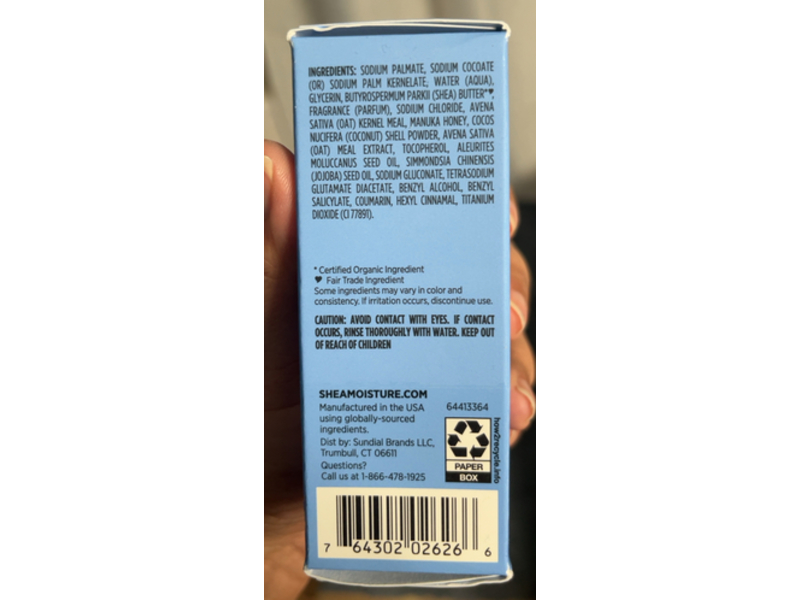 INGREDIENTS: SODIUM PALMATE, SODIUM COCOATE
(OR) SODIUM PALM KERNELATE, WATER (AQUA),
GLYCERIN, BUTYROSPERMUM PARKII (SHEA) BUTTER*♥,
FRAGRANCE (PARFUM), SODIUM CHLORIDE, AVENA
SATIVA (OAT) KERNEL MEAL, MANUKA HONEY, COCOS
NUCIFERA (COCONUT) SHELL POWDER, AVENA SATIVA
(OAT) MEAL EXTRACT, TOCOPHEROL, ALEURITES
MOLUCCANUS SEED OIL, SIMMONDSIA CHINENSIS
(JOJOBA) SEED OIL, SODIUM GLUCONATE, TETRASODIUM
GLUTAMATE DIACETATE, BENZYL ALCOHOL, BENZYL
SALICYLATE, COUMARIN, HEXYL CINNAMAL, TITANIUM
DIOXIDE (CI 77891).
* Certified Organic Ingredient
♥ Fair Trade Ingredient
Some ingredients may vary in color and
consistency. If irritation occurs, discontinue use.
CAUTION: AVOID CONTACT WITH EYES. IF CONTACT
OCCURS, RINSE THOROUGHLY WITH WATER. KEEP OUT
OF REACH OF CHILDREN
SHEAMOISTURE.COM
Manufactured in the USA
using globally-sourced
ingredients.
Dist by: Sundial Brands LLC,
Trumbull, CT 06611
Questions?
Call us at 1-866-478-1925
64413364
PAPER
BOX
how2recycle.info
7 64302 02626 6